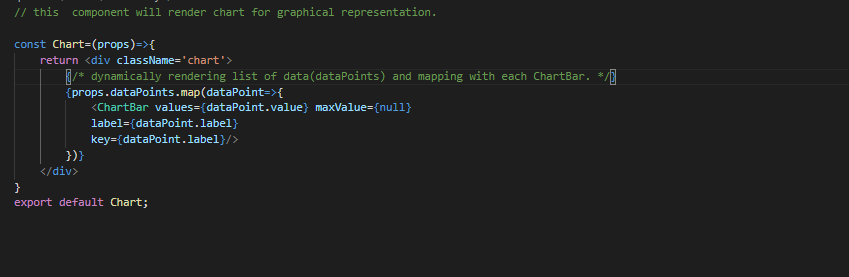 // this  component will render chart for graphical representation.
const Chart=(props)=>{
return <div className='chart'>
{/* dynamically rendering list of data(dataPoints) and mapping with each ChartBar. */}
{props.dataPoints.map(dataPoint=>{
<ChartBar values={dataPoint.value} maxValue={null}
label={dataPoint.label}
key={dataPoint.label}/>
})}
</div>
}
export default Chart;